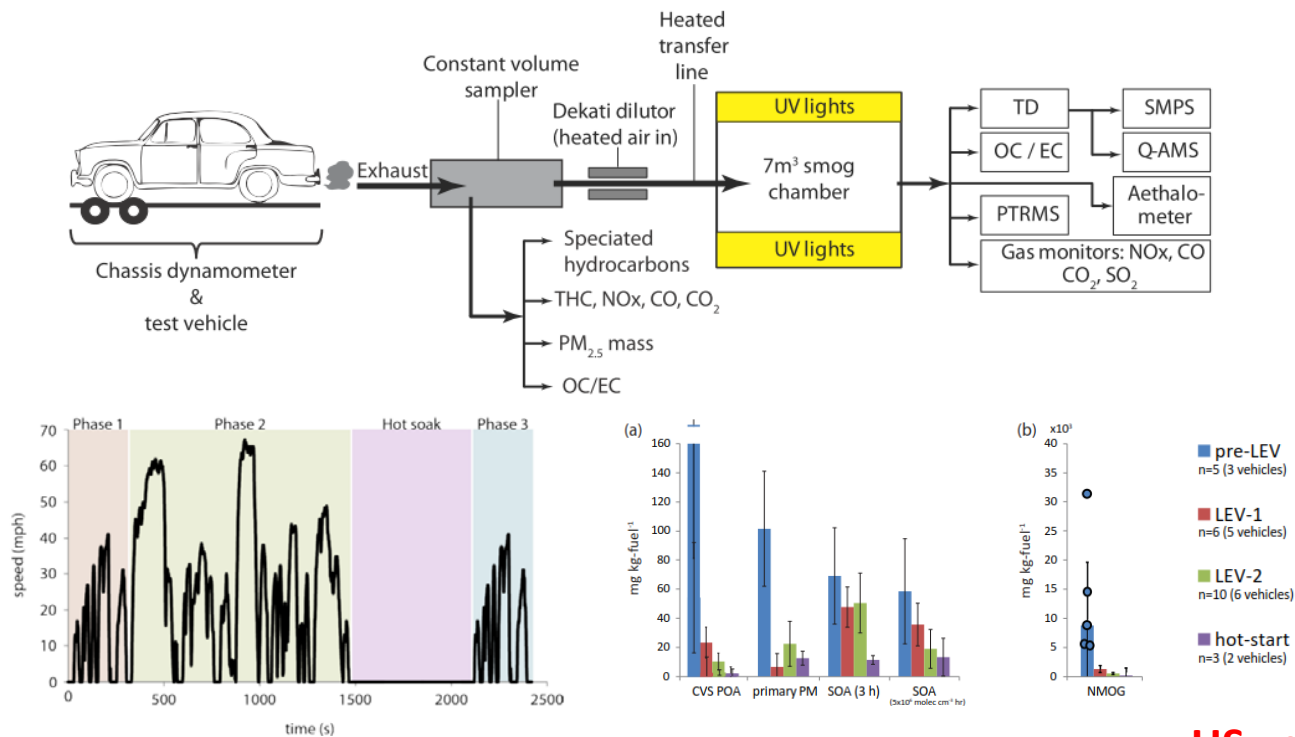 Heated
transfer
line
Constant volume
sampler
Dekati dilutor
(heated air in)
UV lights
TD
SMPS
Exhaust
7m³ smog
chamber
OC / EC
Q-AMS
PTRMS
Aethalo-
meter
UV lights
Gas monitors: NOx, CO
CO₂, SO₂
Chassis dynamometer
&
test vehicle
Speciated
hydrocarbons
THC, NOx, CO, CO₂
PM₂.₅ mass
OC/EC
Phase 1
Phase 2
Hot soak
Phase 3
70
60
50
40
30
20
10
0
speed (mph)
0
500
1000
1500
2000
2500
time (s)
(a)
160
140
120
100
80
60
40
20
0
mg kg-fuel⁻¹
CVS POA
primary PM
SOA (3 h)
SOA
(5x10⁶ molec cm⁻³ hr)
(b)
x10³
40
35
30
25
20
15
10
5
0
mg kg-fuel⁻¹
NMOG
pre-LEV
n=5 (3 vehicles)
LEV-1
n=6 (5 vehicles)
LEV-2
n=10 (6 vehicles)
hot-start
n=3 (2 vehicles)